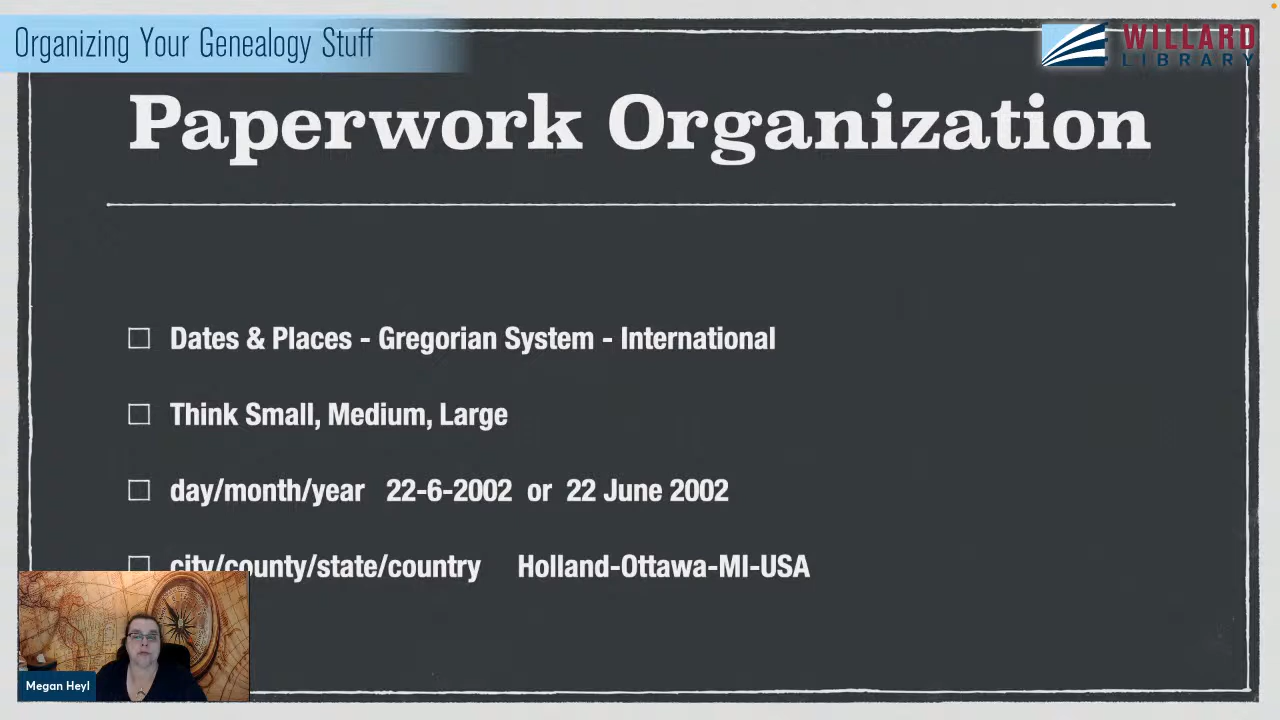 Organizing Your Genealogy Stuff
WILLARD
LIBRARY
Paperwork Organization
Dates & Places - Gregorian System - International
Think Small, Medium, Large
day/month/year 22-6-2002 or 22 June 2002
city/county/state/country Holland-Ottawa-MI-USA
Megan Heyl